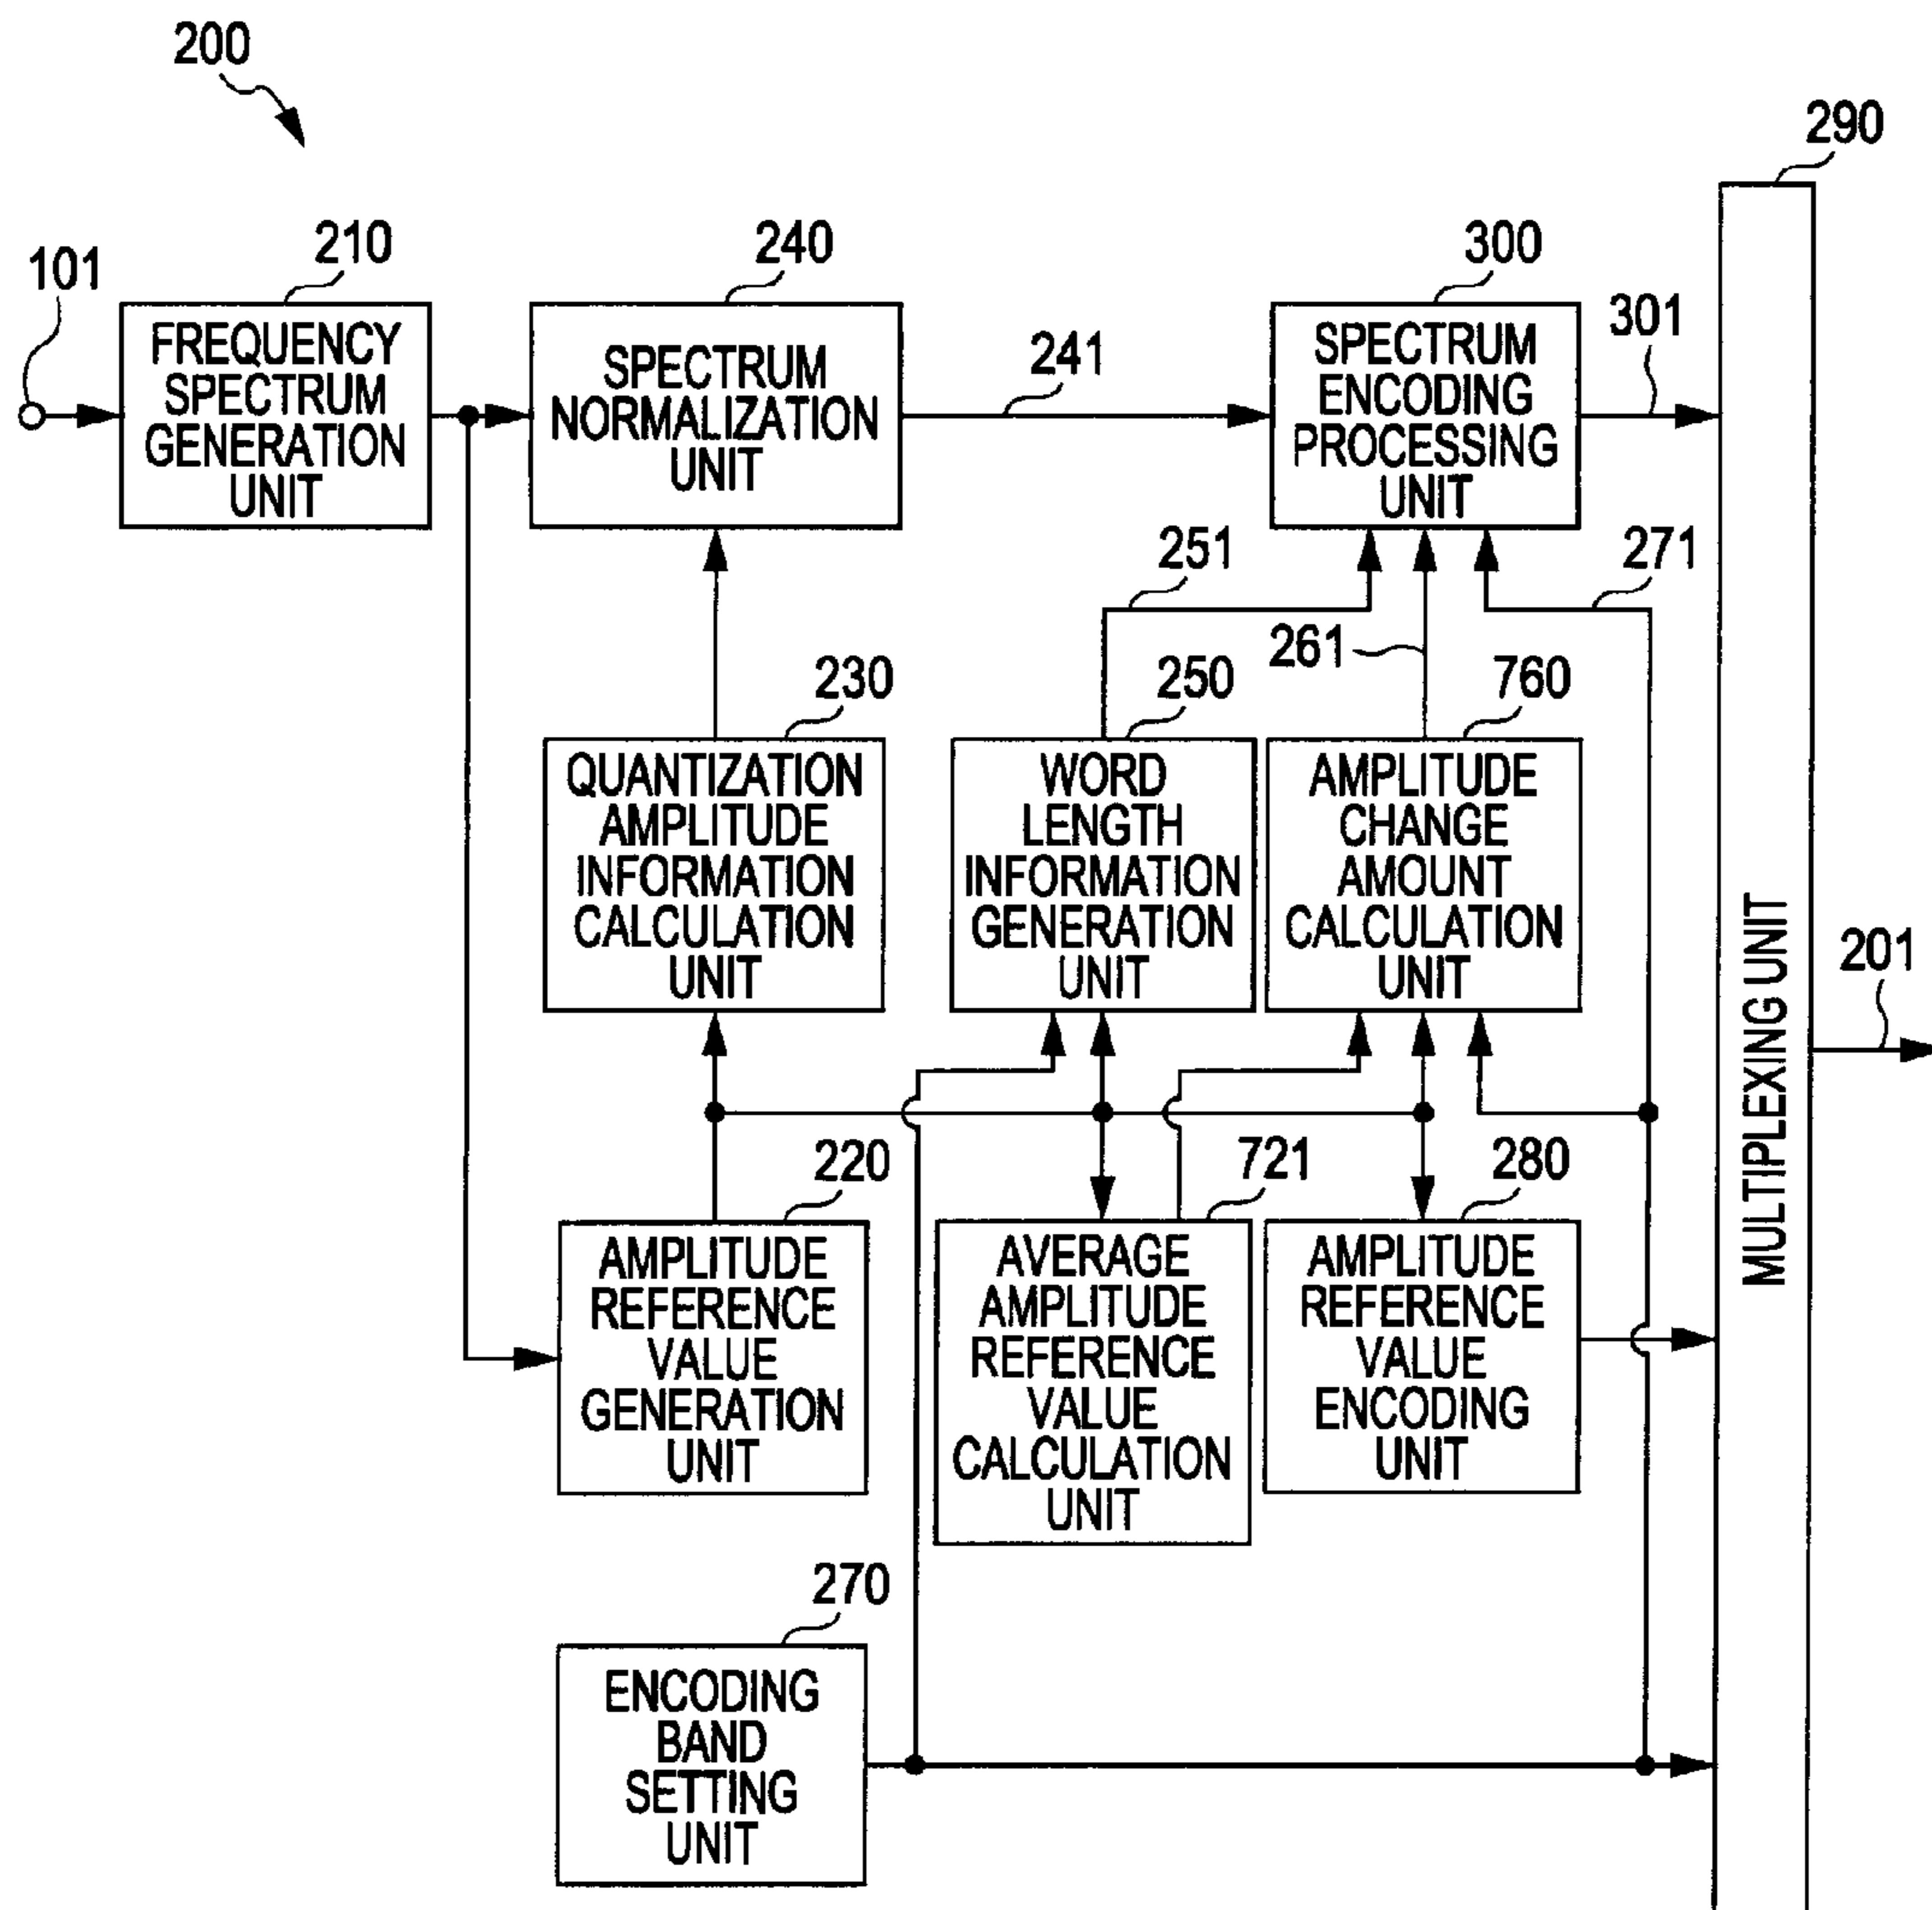 200
290
101
210
240
300
301
FREQUENCY
SPECTRUM
GENERATION
UNIT
SPECTRUM
NORMALIZATION
UNIT
241
SPECTRUM
ENCODING
PROCESSING
UNIT
251
271
261
230
250
760
QUANTIZATION
AMPLITUDE
INFORMATION
CALCULATION
UNIT
WORD
LENGTH
INFORMATION
GENERATION
UNIT
AMPLITUDE
CHANGE
AMOUNT
CALCULATION
UNIT
MULTIPLEXING UNIT
201
220
721
280
AMPLITUDE
REFERENCE
VALUE
GENERATION
UNIT
AVERAGE
AMPLITUDE
REFERENCE
VALUE
CALCULATION
UNIT
AMPLITUDE
REFERENCE
VALUE
ENCODING
UNIT
270
ENCODING
BAND
SETTING
UNIT